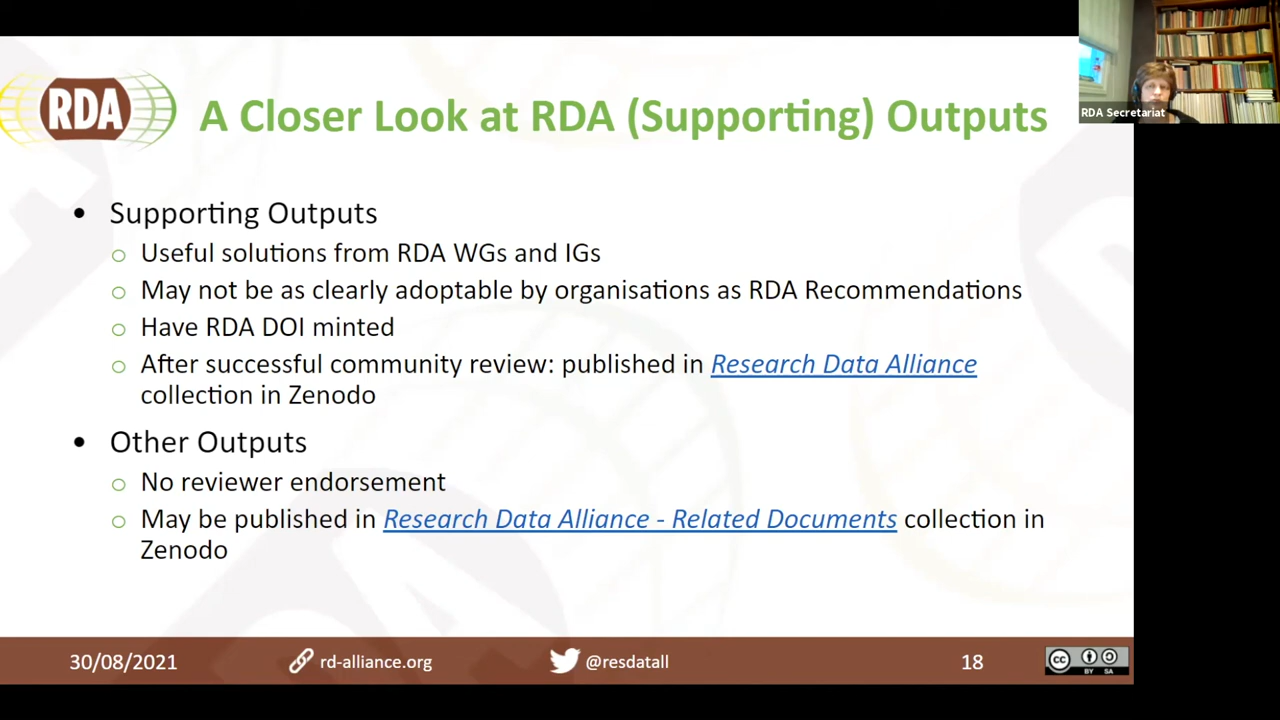 RDA
A Closer Look at RDA (Supporting) Outputs
RDA Secretariat
• Supporting Outputs
o Useful solutions from RDA WGs and IGs
o May not be as clearly adoptable by organisations as RDA Recommendations
o Have RDA DOI minted
o After successful community review: published in Research Data Alliance
collection in Zenodo
• Other Outputs
o No reviewer endorsement
o May be published in Research Data Alliance - Related Documents collection in
Zenodo
30/08/2021 rd-alliance.org @resdatall 18 cc BY SA